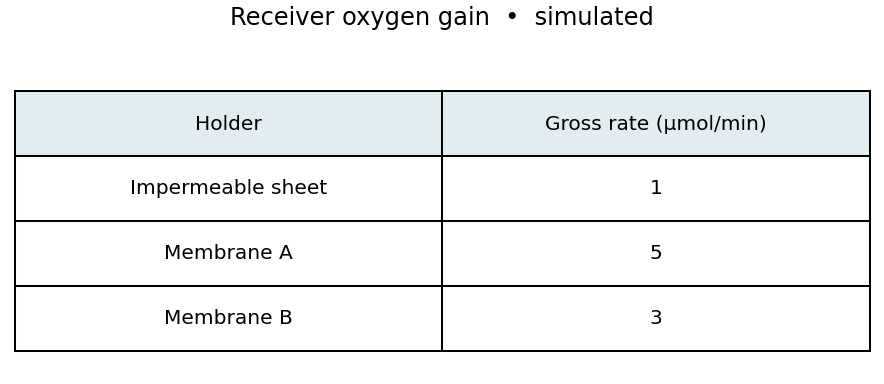 Receiver oxygen gain • simulated
Holder Gross rate (μmol/min)
Impermeable sheet 1
Membrane A 5
Membrane B 3